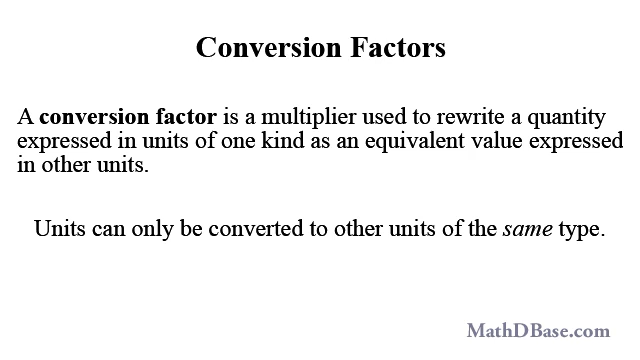 Conversion Factors
A conversion factor is a multiplier used to rewrite a quantity
expressed in units of one kind as an equivalent value expressed
in other units.
Units can only be converted to other units of the same type.
MathDBase.com